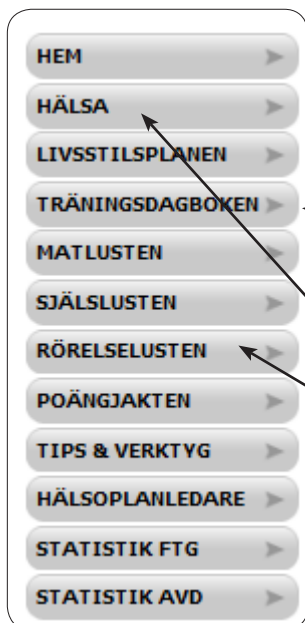 HEM
HÄLSA
LIVSSTILSPLANEN
TRÄNINGSDAGBOKEN
MATLUSTEN
SJÄLSLUSTEN
RÖRELSELUSTEN
POÄNGJAKTEN
TIPS & VERKTYG
HÄLSOPLANLEDARE
STATISTIK FTG
STATISTIK AVD